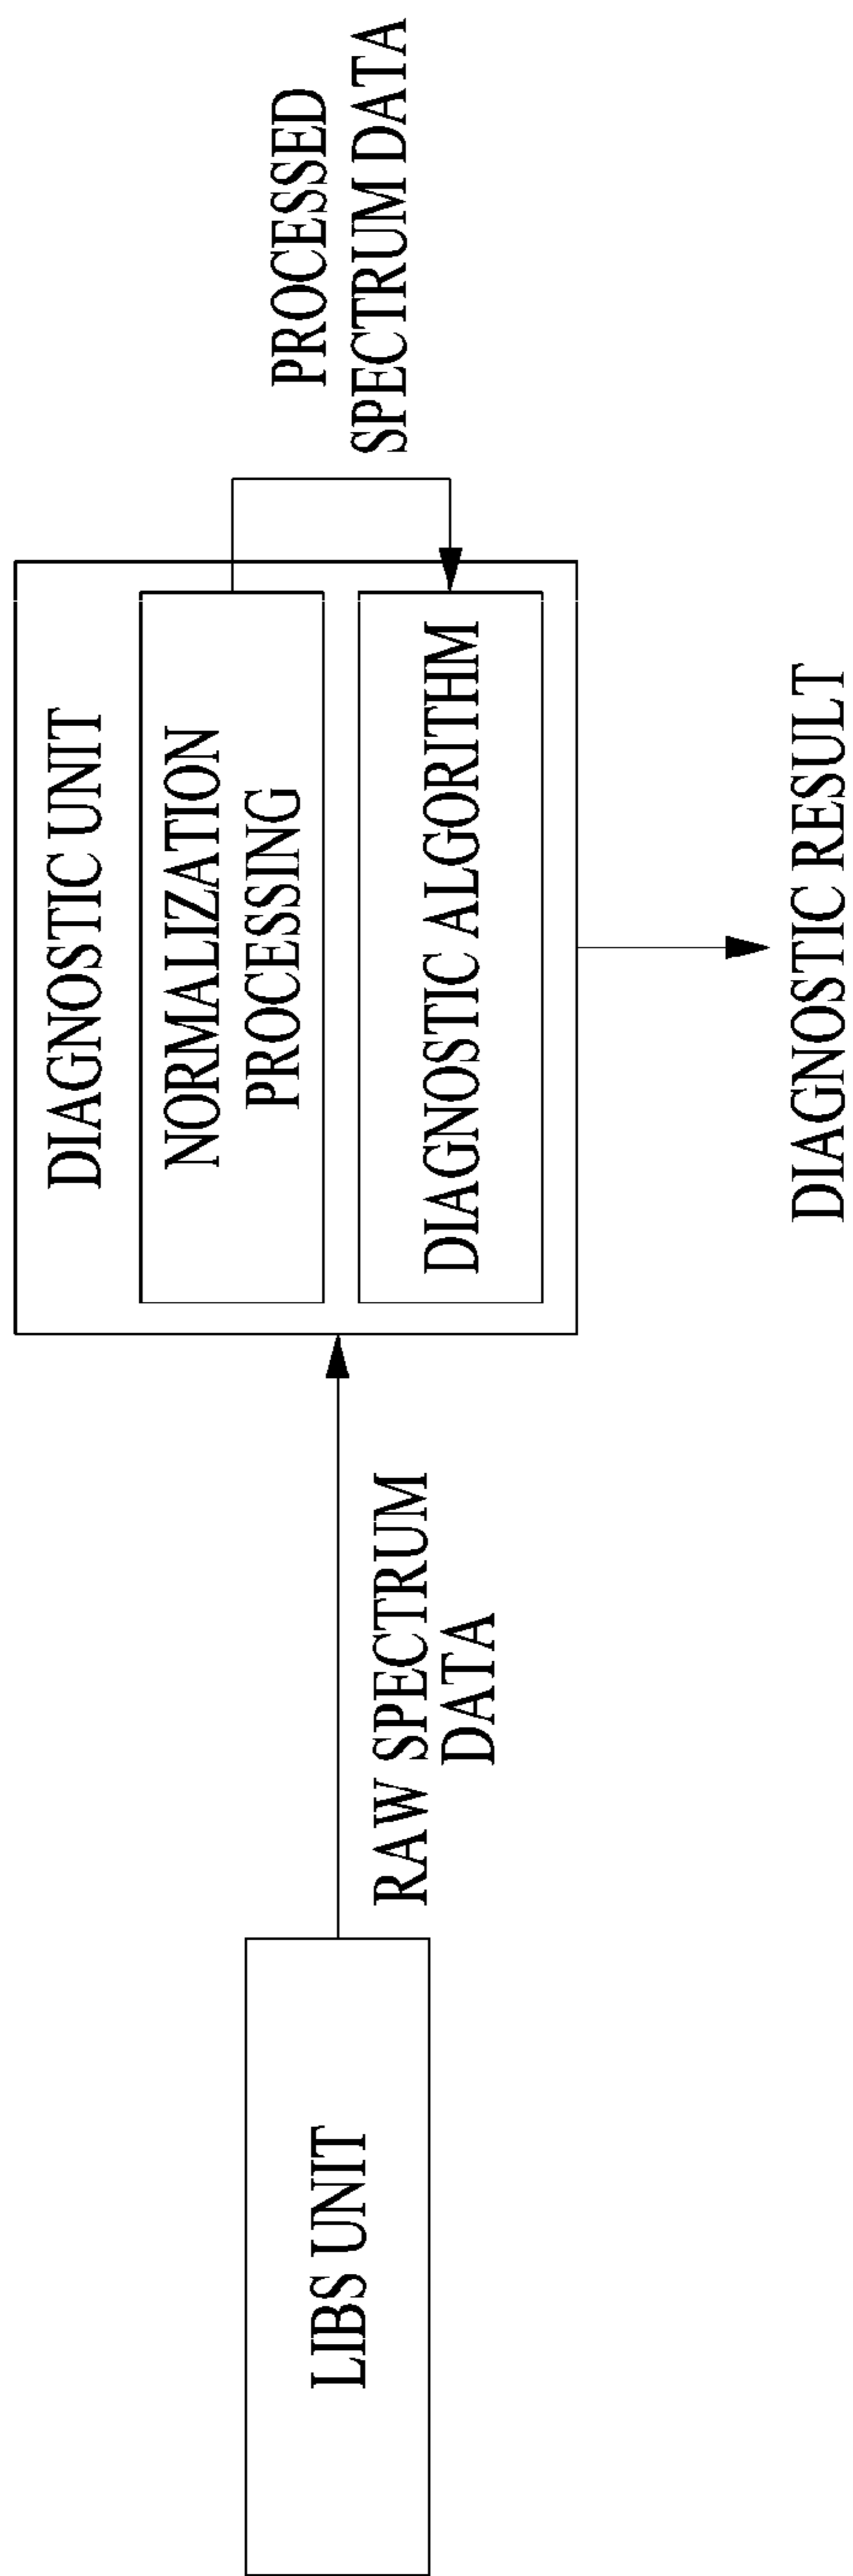 LIBS UNIT
RAW SPECTRUM
DATA
DIAGNOSTIC UNIT
NORMALIZATION
PROCESSING
DIAGNOSTIC ALGORITHM
PROCESSED
SPECTRUM DATA
DIAGNOSTIC RESULT